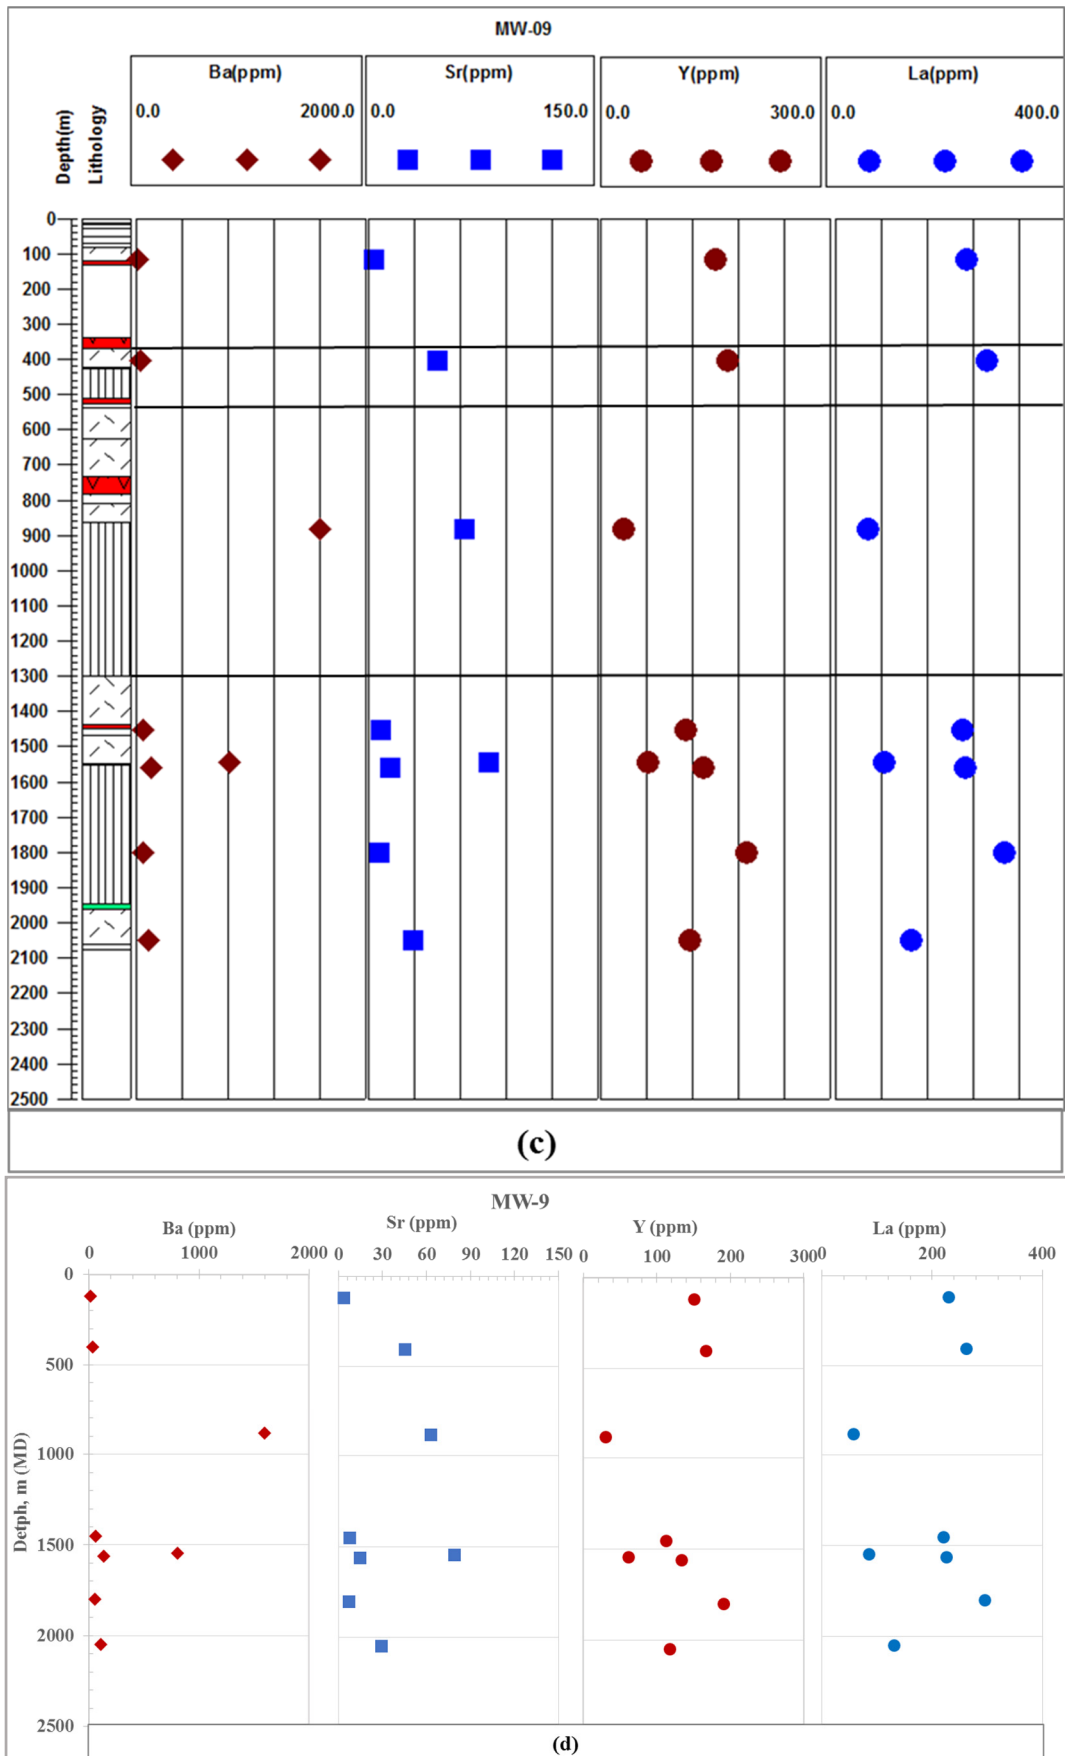 MW-09
Ba(ppm) Sr(ppm) Y(ppm) La(ppm)
0.0 2000.0 0.0 150.0 0.0 300.0 0.0 400.0
Depth(m)
Lithology
0
100
200
300
400
500
600
700
800
900
1000
1100
1200
1300
1400
1500
1600
1700
1800
1900
2000
2100
2200
2300
2400
2500
(c)
MW-9
Ba (ppm) Sr (ppm) Y (ppm) La (ppm)
0 1000 2000 0 30 60 90 120 150 0 100 200 300 0 200 400
Detph, m (MD)
0
500
1000
1500
2000
2500
(d)